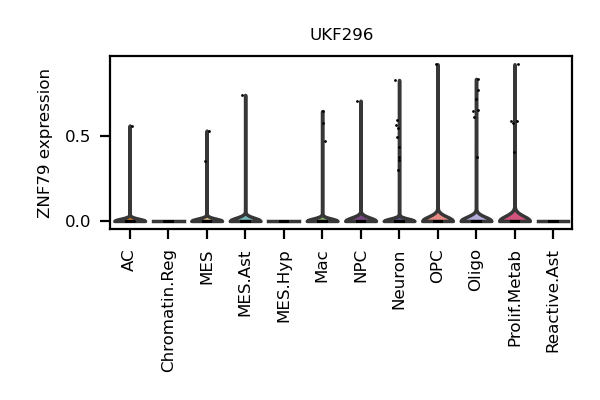 UKF296
ZNF79 expression
0.5
0.0
AC
Chromatin.Reg
MES
MES.Ast
MES.Hyp
Mac
NPC
Neuron
OPC
Oligo
Prolif.Metab
Reactive.Ast